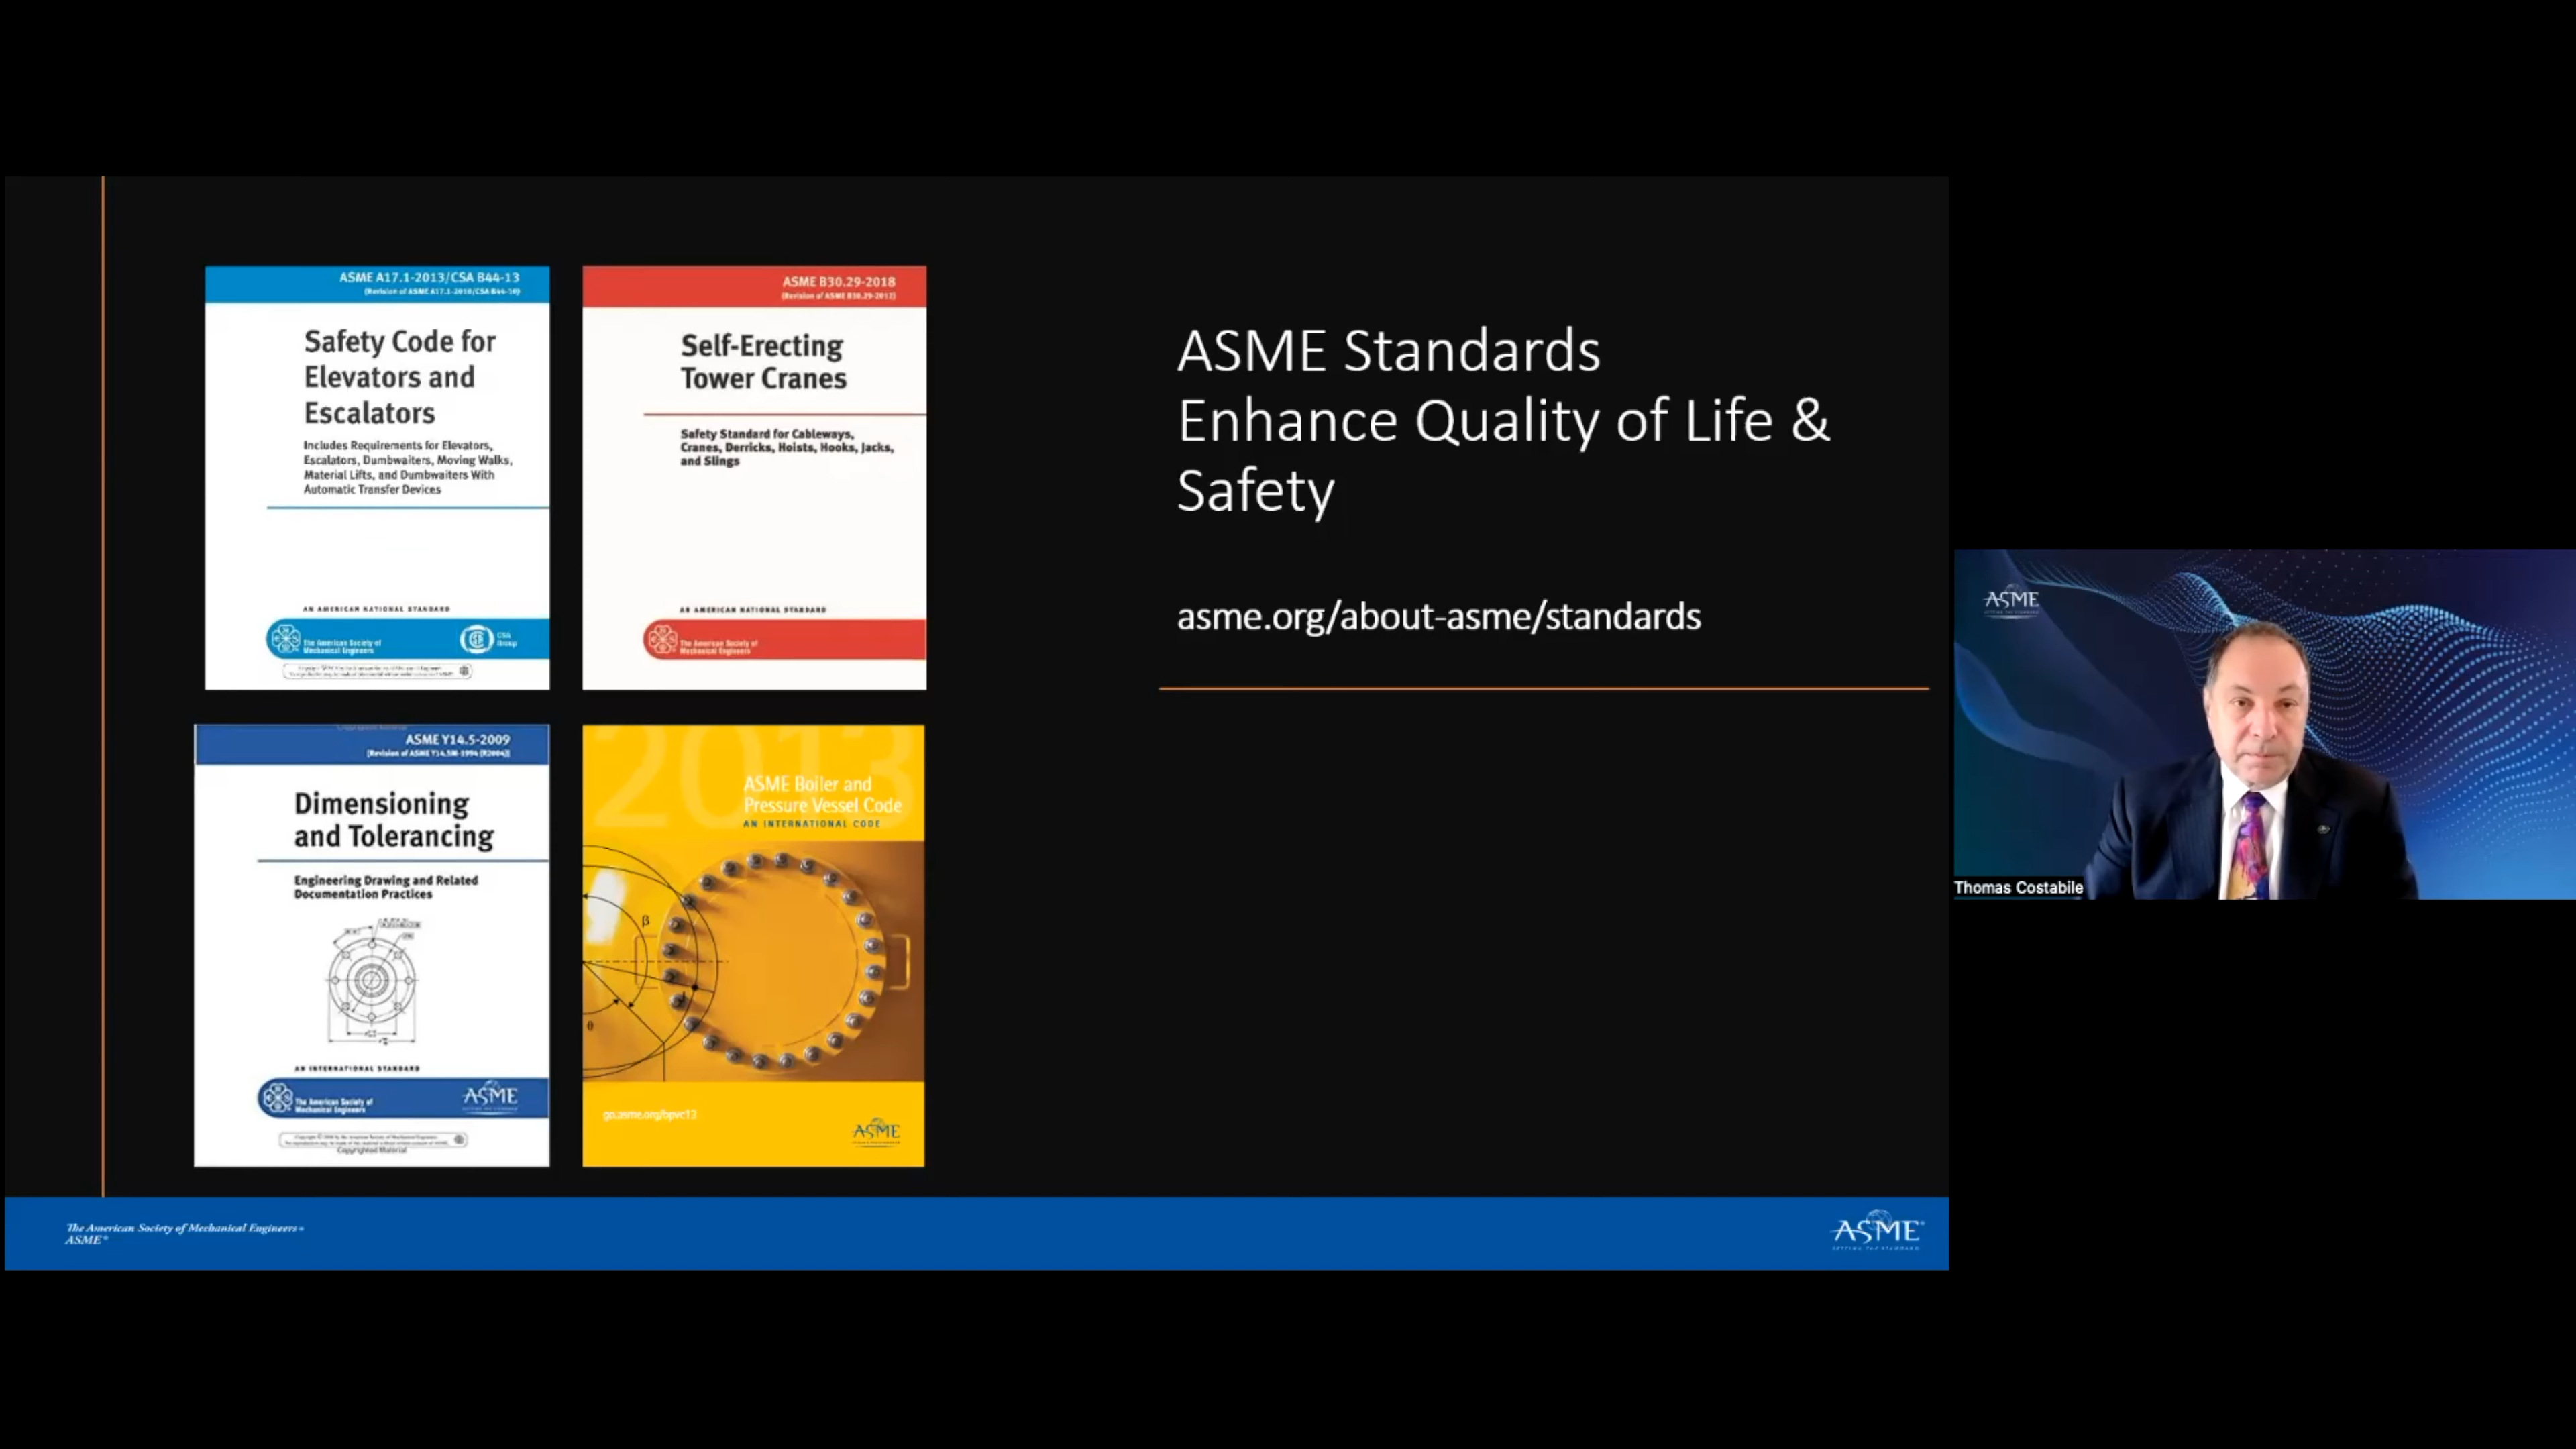 ASME A17.1-2013/CSA B44-13
(Revision of ASME A17.1-2010/CSA B44-10)
Safety Code for
Elevators and
Escalators
Includes Requirements for Elevators,
Escalators, Dumbwaiters, Moving Walks,
Material Lifts, and Dumbwaiters With
Automatic Transfer Devices
AN AMERICAN NATIONAL STANDARD
The American Society of
Mechanical Engineers
CSA
Group
ASME B30.29-2018
(Revision of ASME B30.29-2012)
Self-Erecting
Tower Cranes
Safety Standard for Cableways,
Cranes, Derricks, Hoists, Hooks, Jacks,
and Slings
AN AMERICAN NATIONAL STANDARD
The American Society of
Mechanical Engineers
ASME Y14.5-2009
[Revision of ASME Y14.5M-1994 (R2004)]
Dimensioning
and Tolerancing
Engineering Drawing and Related
Documentation Practices
AN INTERNATIONAL STANDARD
The American Society of
Mechanical Engineers
ASME
SETTING THE STANDARD
Copyrighted Material
2013
ASME Boiler and
Pressure Vessel Code
AN INTERNATIONAL CODE
β
θ
go.asme.org/bpvc13
ASME
ASME Standards
Enhance Quality of Life &
Safety
asme.org/about-asme/standards
ASME
Thomas Costabile
The American Society of Mechanical Engineers®
ASME®
ASME®
SETTING THE STANDARD